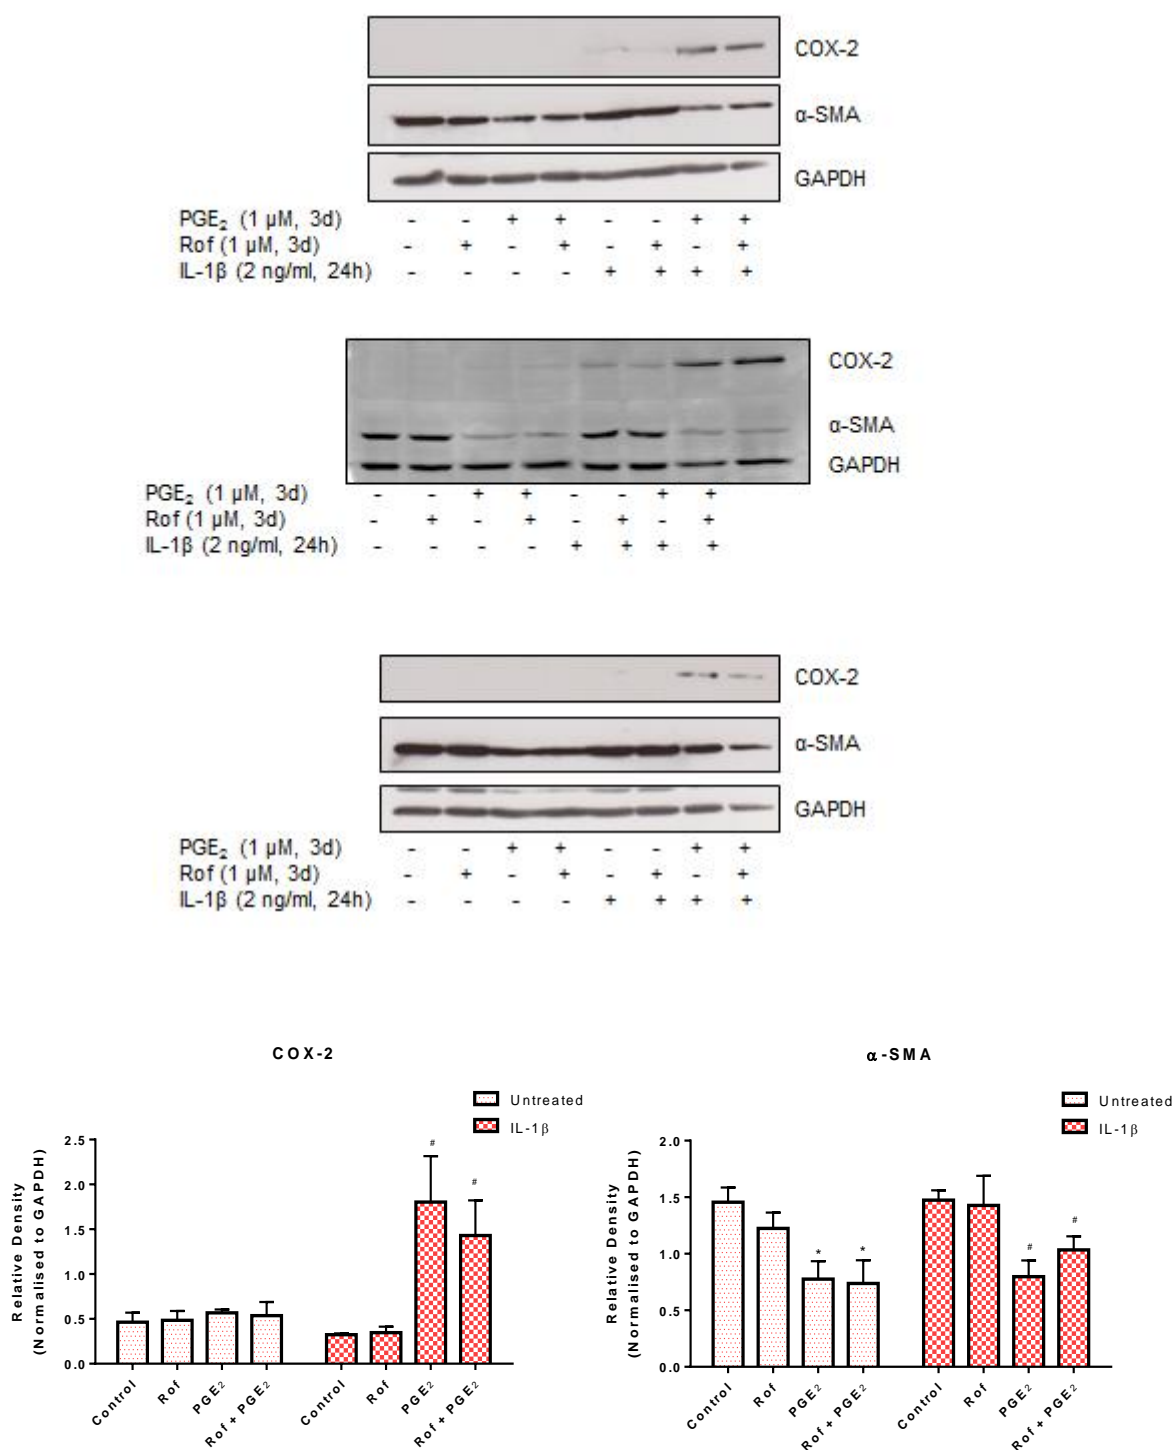 COX-2
α-SMA
GAPDH
PGE₂ (1 µM, 3d) - - + + - - + +
Rof (1 µM, 3d) - + - + - + - +
IL-1β (2 ng/ml, 24h) - - - - + + + +
COX-2
α-SMA
GAPDH
PGE₂ (1 µM, 3d) - - + + - - + +
Rof (1 µM, 3d) - + - + - + - +
IL-1β (2 ng/ml, 24h) - - - - + + + +
COX-2
α-SMA
GAPDH
PGE₂ (1 µM, 3d) - - + + - - + +
Rof (1 µM, 3d) - + - + - + - +
IL-1β (2 ng/ml, 24h) - - - - + + + +
COX-2
Untreated
IL-1β
Relative Density
(Normalised to GAPDH)
2.5
2.0
1.5
1.0
0.5
0.0
#
#
Control
Rof
PGE₂
Rof + PGE₂
Control
Rof
PGE₂
Rof + PGE₂
α-SMA
Untreated
IL-1β
Relative Density
(Normalised to GAPDH)
2.0
1.5
1.0
0.5
0.0
*
*
#
#
Control
Rof
PGE₂
Rof + PGE₂
Control
Rof
PGE₂
Rof + PGE₂